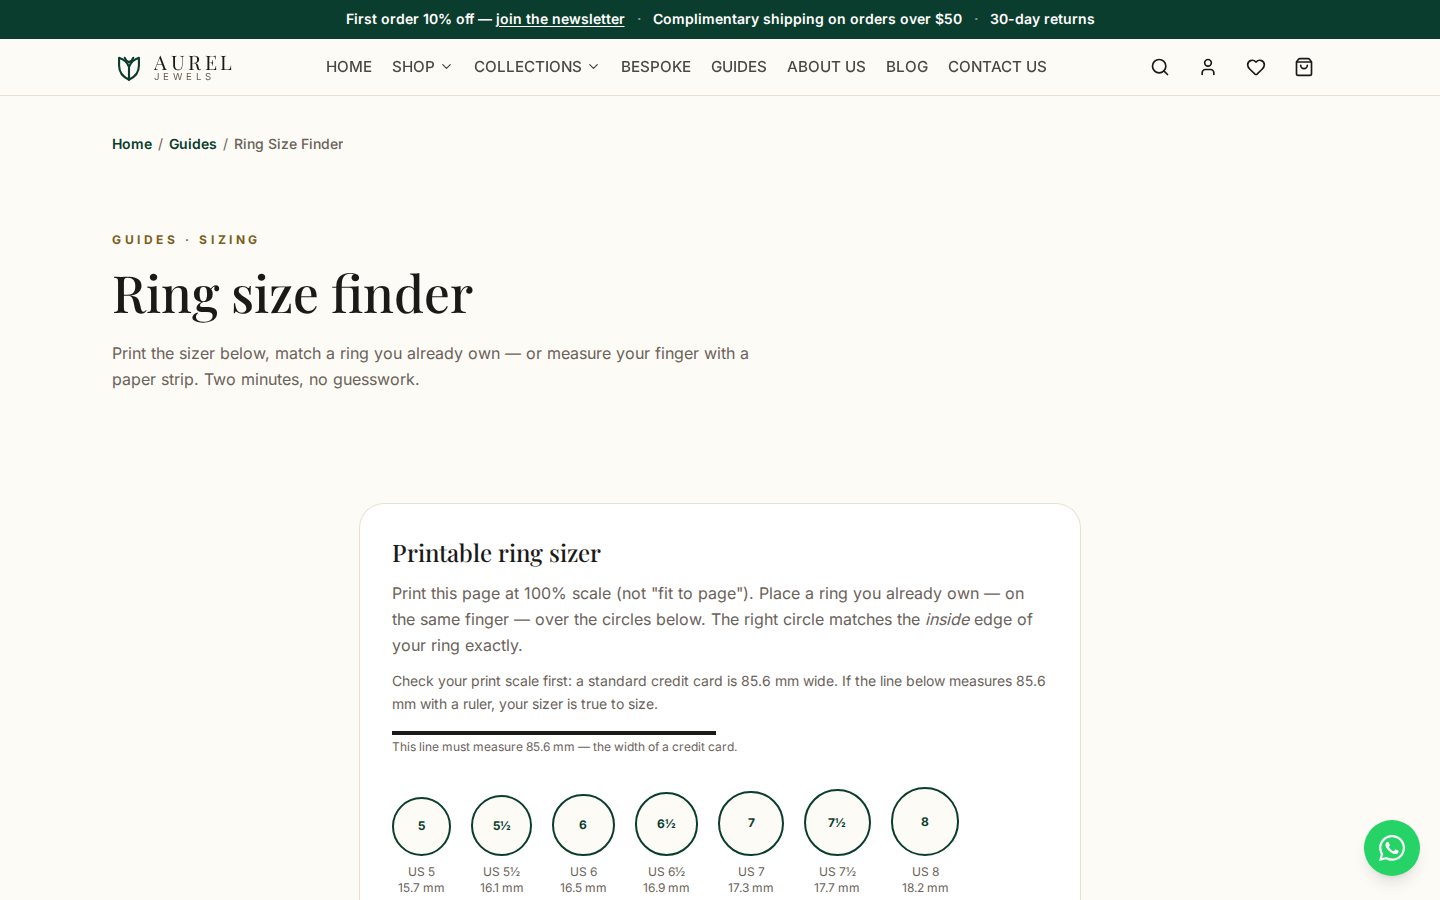 First order 10% off — join the newsletter · Complimentary shipping on orders over $50 · 30-day returns
AUREL
JEWELS
HOME SHOP COLLECTIONS BESPOKE GUIDES ABOUT US BLOG CONTACT US
Home / Guides / Ring Size Finder
GUIDES · SIZING
Ring size finder
Print the sizer below, match a ring you already own — or measure your finger with a
paper strip. Two minutes, no guesswork.
Printable ring sizer
Print this page at 100% scale (not "fit to page"). Place a ring you already own — on
the same finger — over the circles below. The right circle matches the inside edge of
your ring exactly.
Check your print scale first: a standard credit card is 85.6 mm wide. If the line below measures 85.6
mm with a ruler, your sizer is true to size.
This line must measure 85.6 mm — the width of a credit card.
5 5½ 6 6½ 7 7½ 8
US 5 US 5½ US 6 US 6½ US 7 US 7½ US 8
15.7 mm 16.1 mm 16.5 mm 16.9 mm 17.3 mm 17.7 mm 18.2 mm